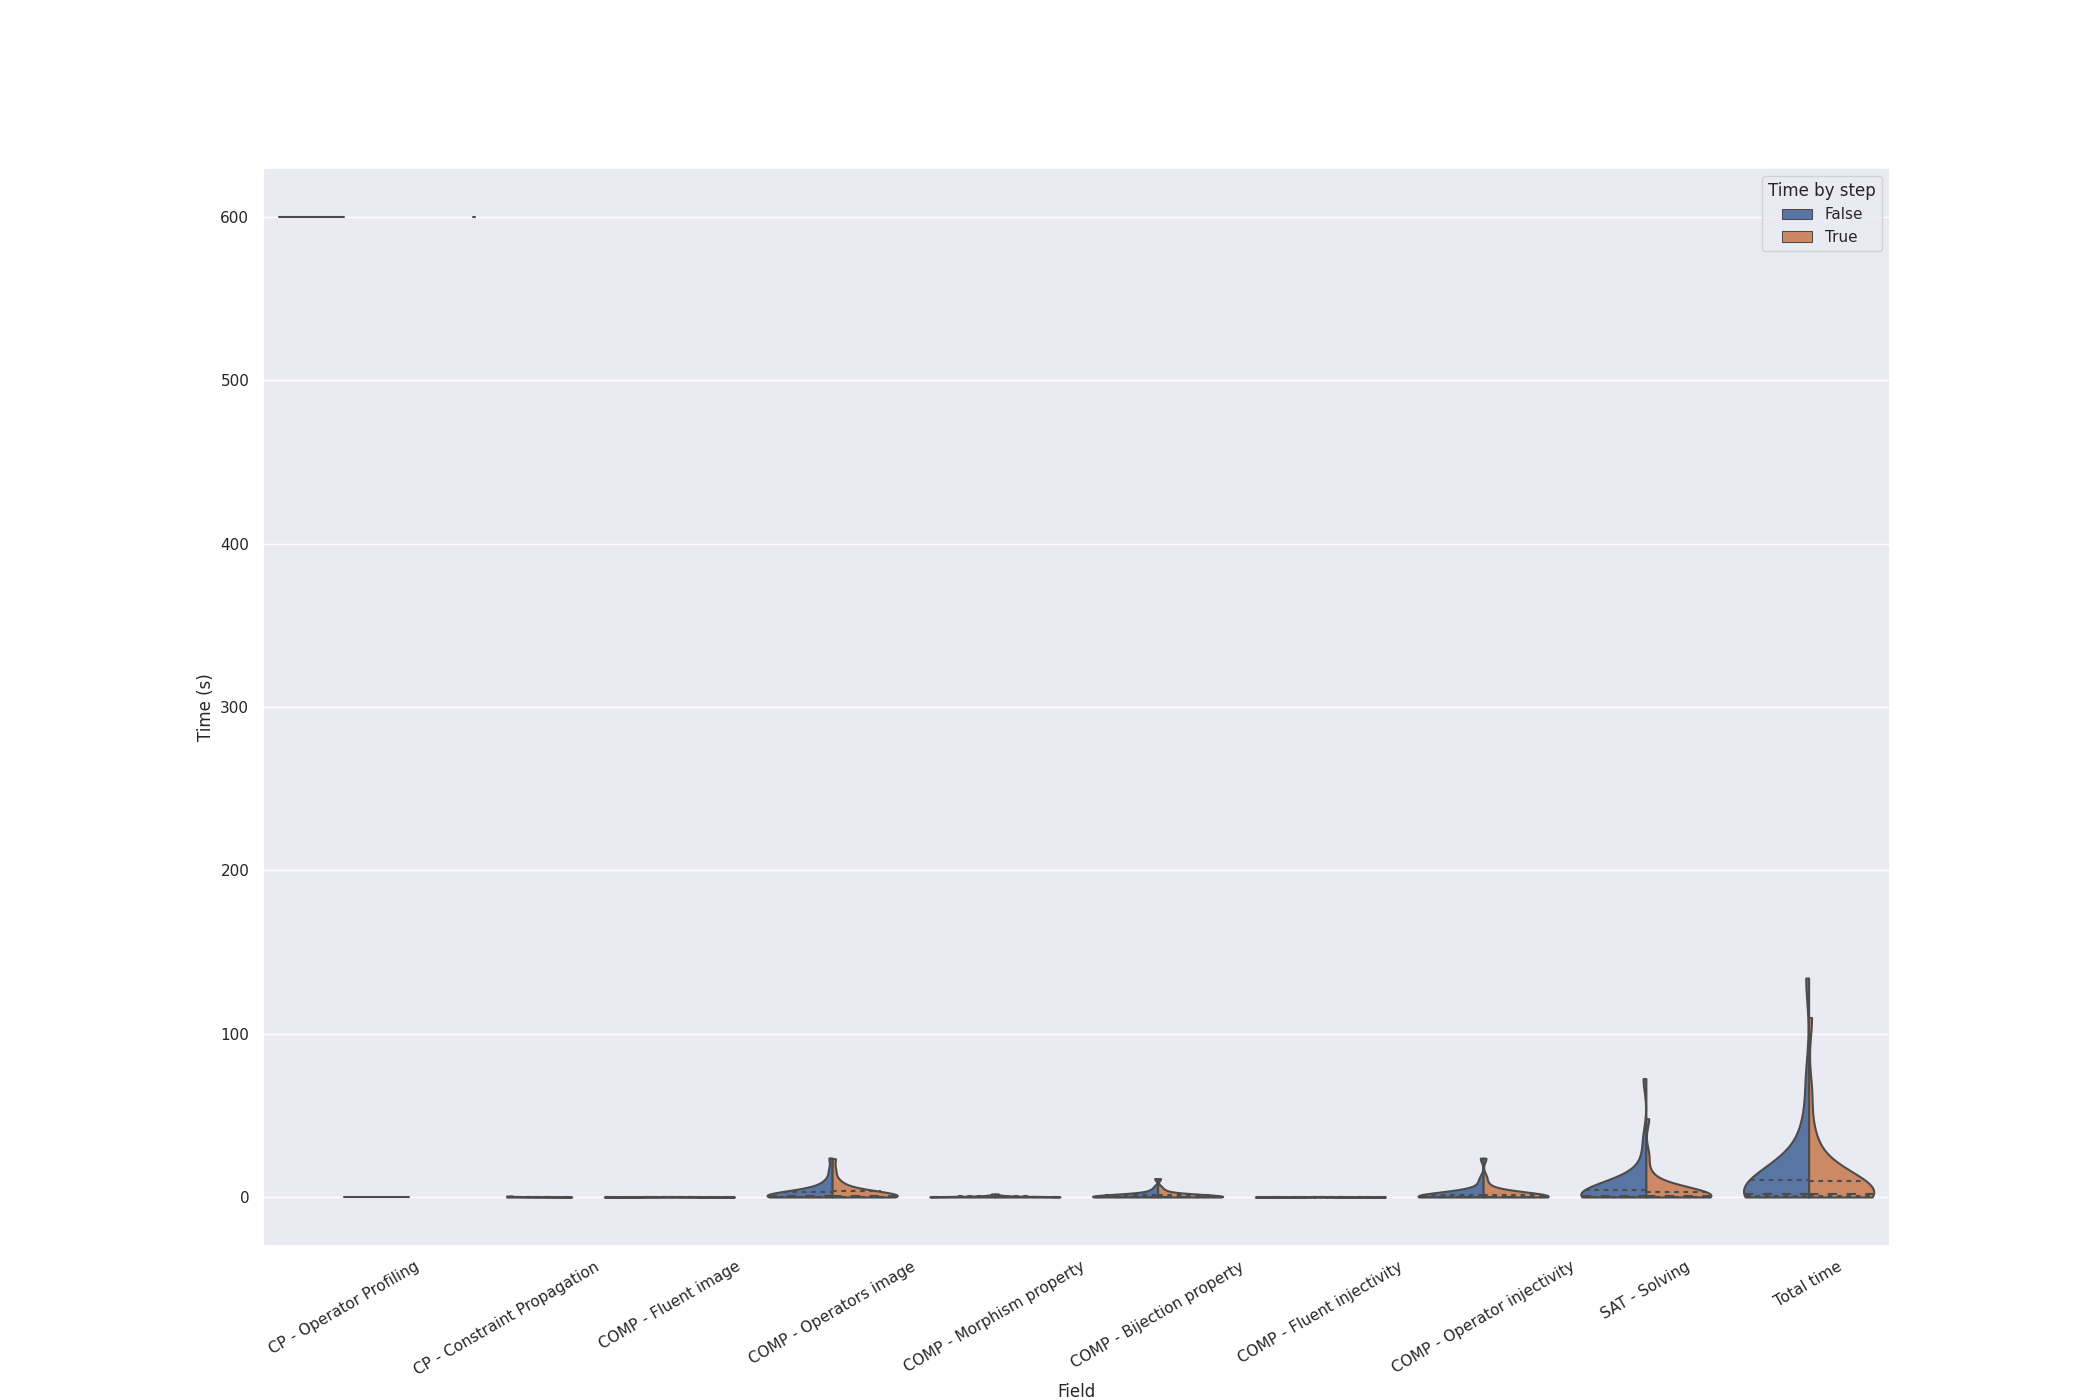 Time by step
False
True
600
500
400
300
200
100
0
Time (s)
CP - Operator Profiling
CP - Constraint Propagation
COMP - Fluent image
COMP - Operators image
COMP - Morphism property
COMP - Bijection property
COMP - Fluent injectivity
COMP - Operator injectivity
SAT - Solving
Total time
Field